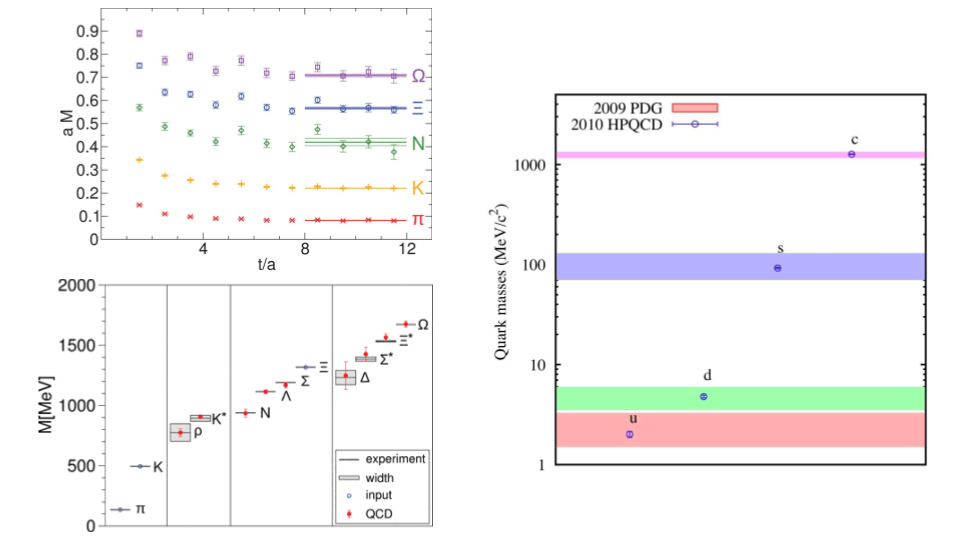 0.9
0.8
0.7
0.6
0.5
0.4
0.3
0.2
0.1
0
a M
4
8
12
t/a
Ω
Ξ
N
K
π
2000
1500
1000
500
0
M[MeV]
π
K
ρ
K*
N
Λ
Σ
Ξ
Δ
Σ*
Ξ*
Ω
experiment
width
input
QCD
2009 PDG
2010 HPQCD
1000
100
10
1
Quark masses (MeV/c²)
c
s
d
u